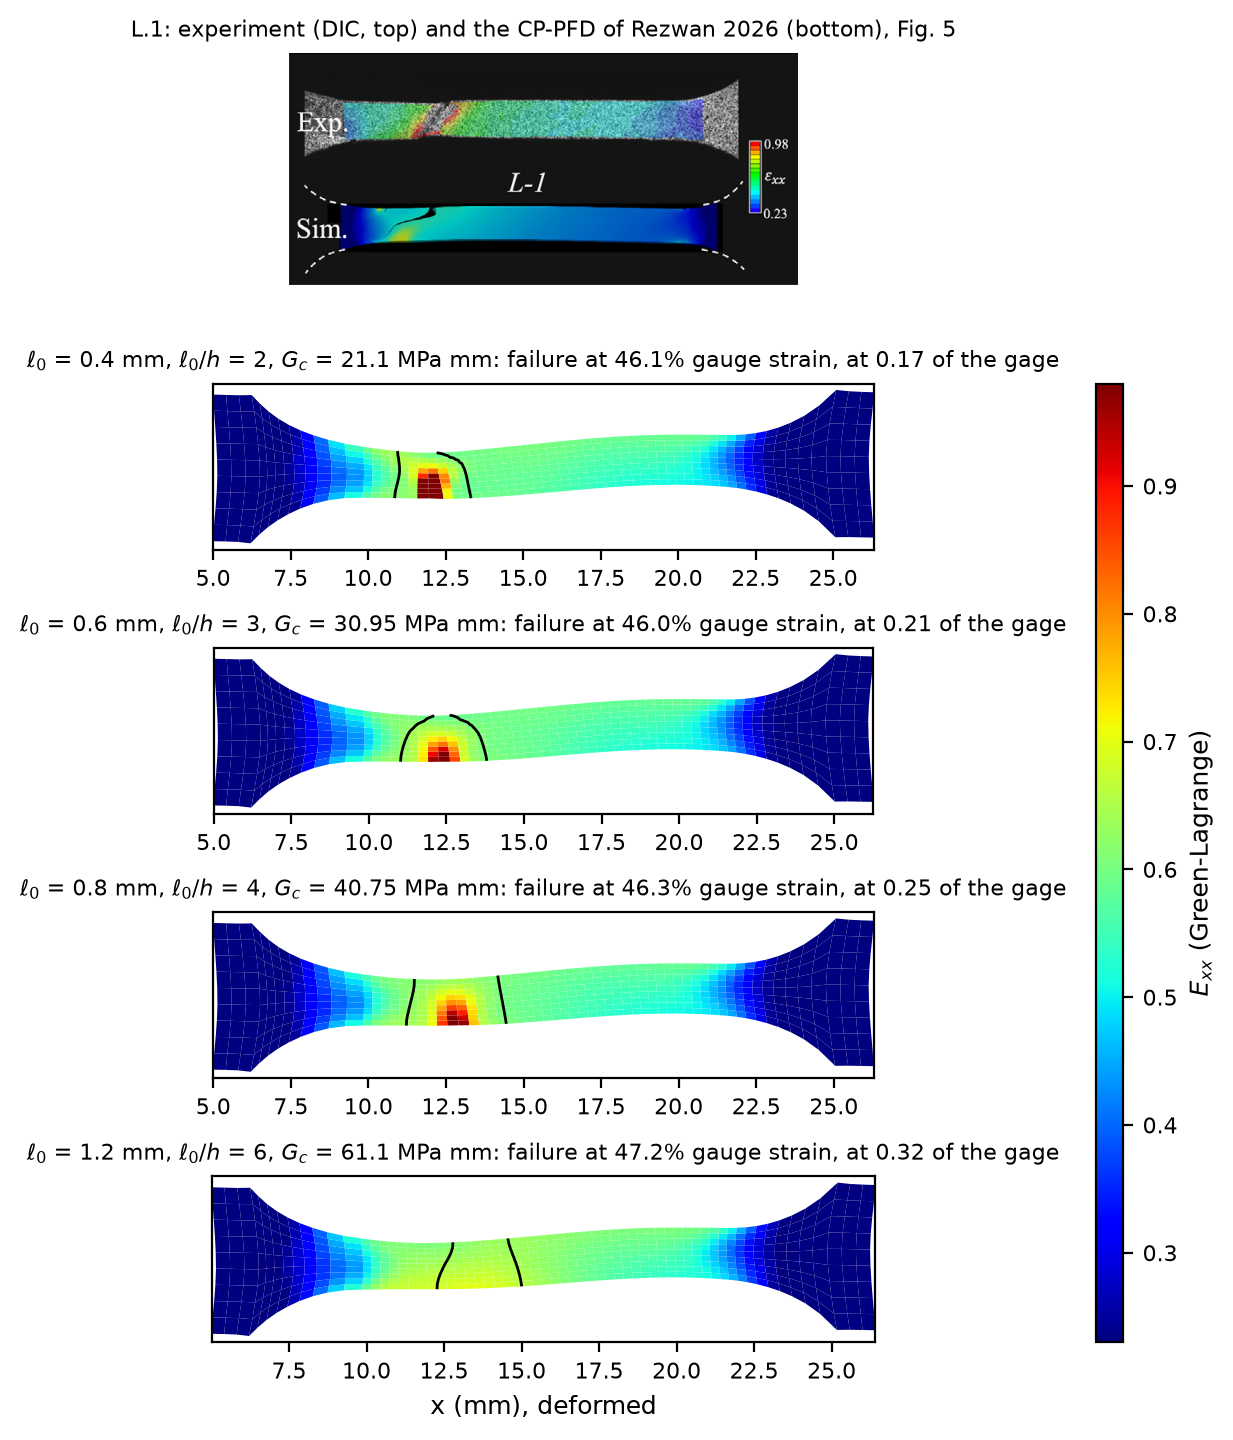 L.1: experiment (DIC, top) and the CP-PFD of Rezwan 2026 (bottom), Fig. 5
Exp.
0.98
εxx
0.23
L-1
Sim.
ℓ0 = 0.4 mm, ℓ0/h = 2, Gc = 21.1 MPa mm: failure at 46.1% gauge strain, at 0.17 of the gage
5.0 7.5 10.0 12.5 15.0 17.5 20.0 22.5 25.0
ℓ0 = 0.6 mm, ℓ0/h = 3, Gc = 30.95 MPa mm: failure at 46.0% gauge strain, at 0.21 of the gage
5.0 7.5 10.0 12.5 15.0 17.5 20.0 22.5 25.0
ℓ0 = 0.8 mm, ℓ0/h = 4, Gc = 40.75 MPa mm: failure at 46.3% gauge strain, at 0.25 of the gage
5.0 7.5 10.0 12.5 15.0 17.5 20.0 22.5 25.0
ℓ0 = 1.2 mm, ℓ0/h = 6, Gc = 61.1 MPa mm: failure at 47.2% gauge strain, at 0.32 of the gage
7.5 10.0 12.5 15.0 17.5 20.0 22.5 25.0
x (mm), deformed
0.9
0.8
0.7
0.6
0.5
0.4
0.3
Exx (Green-Lagrange)